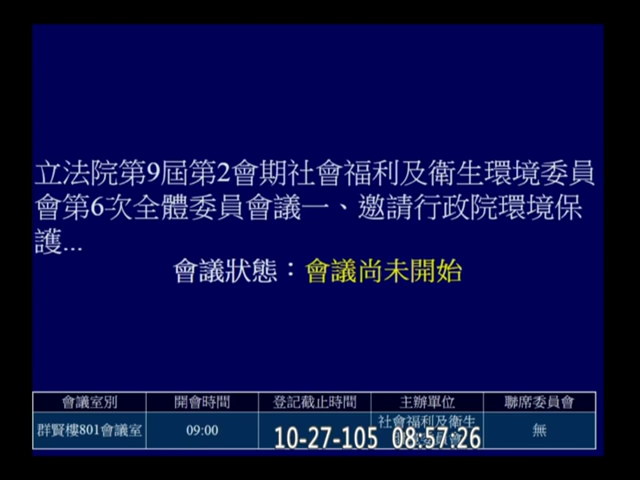 立法院第9屆第2會期社會福利及衛生環境委員
會第6次全體委員會議一、邀請行政院環境保
護...
會議狀態：會議尚未開始
會議室別 開會時間 登記截止時間 主辦單位 聯席委員會
群賢樓801會議室 09:00 社會福利及衛生 無
10-27-105 08:57:26